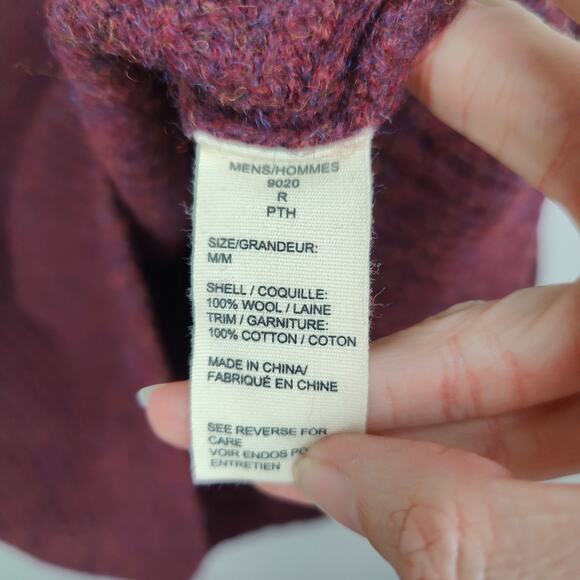 MENS/HOMMES
9020
R
PTH
SIZE/GRANDEUR:
M/M
SHELL / COQUILLE:
100% WOOL / LAINE
TRIM / GARNITURE:
100% COTTON / COTON
MADE IN CHINA/
FABRIQUÉ EN CHINE
SEE REVERSE FOR
CARE
VOIR ENDOS
ENTRETIEN